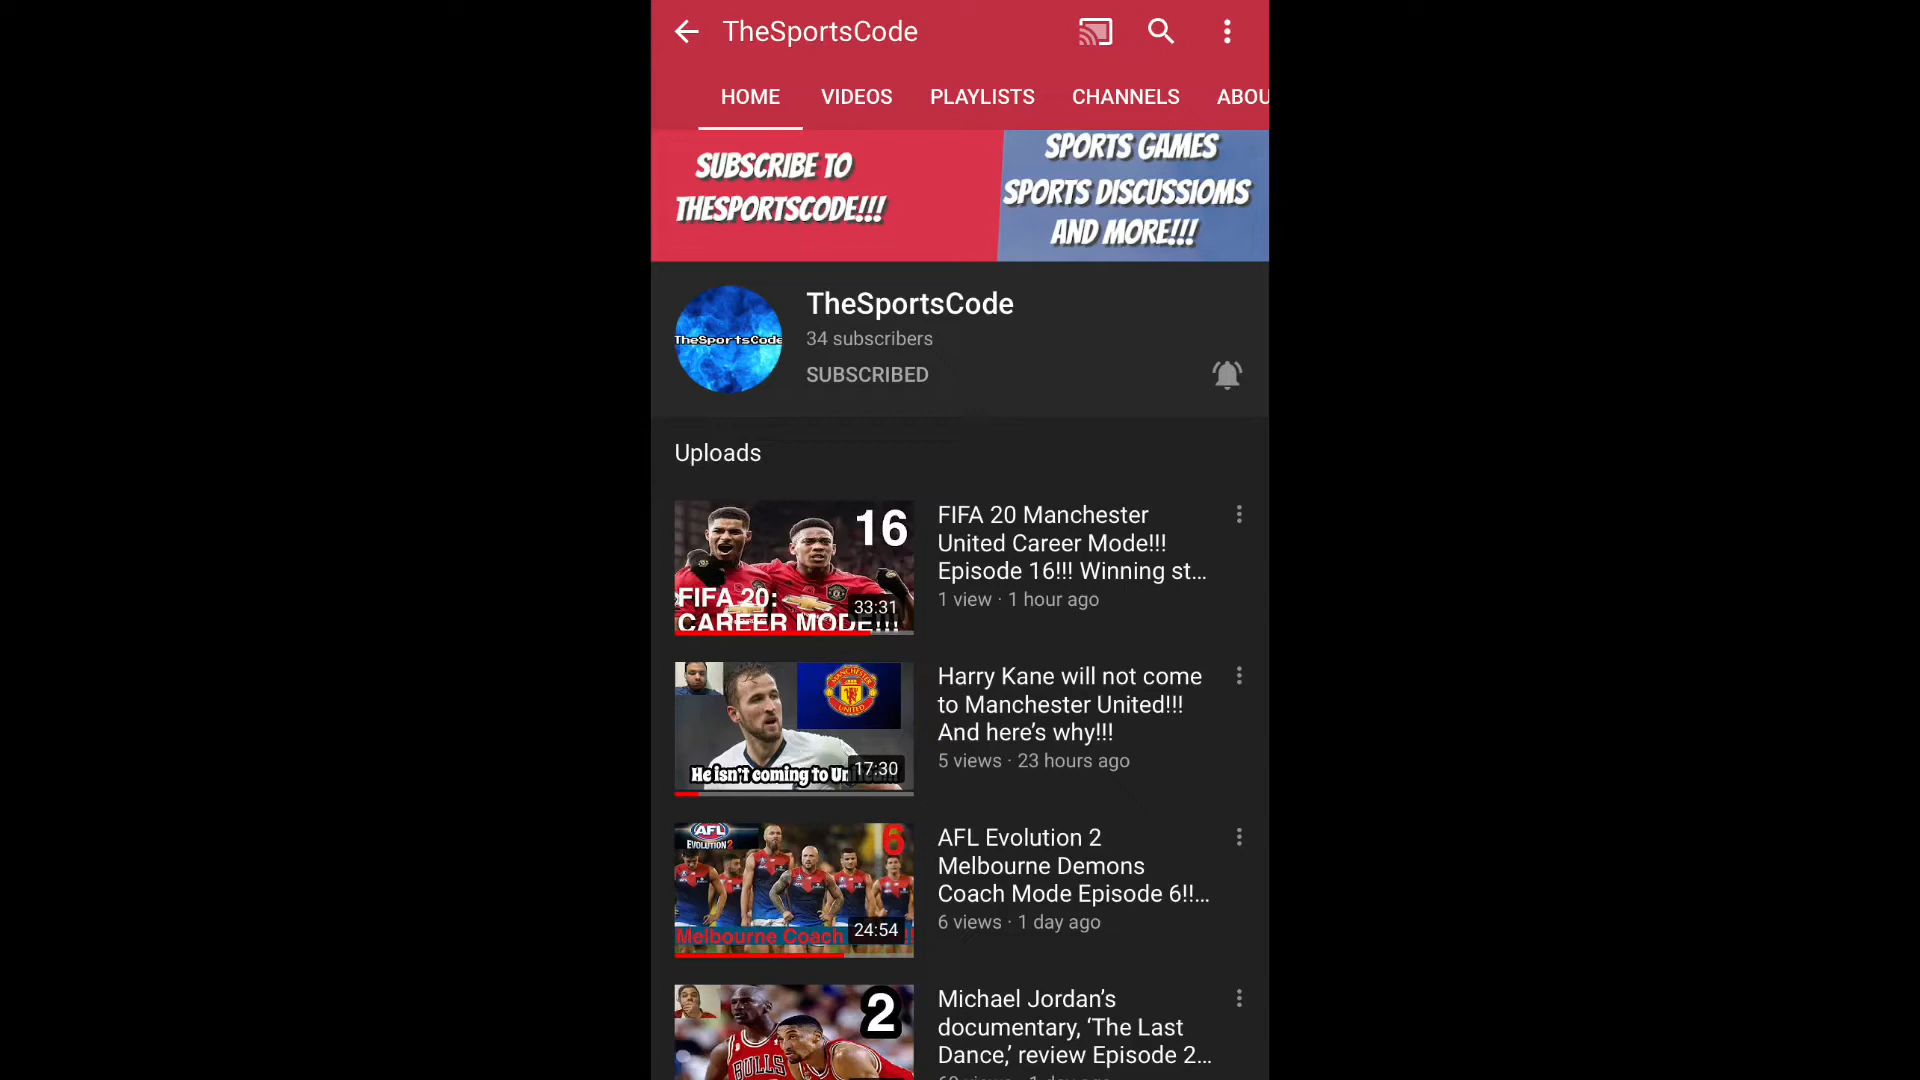 TheSportsCode
HOME VIDEOS PLAYLISTS CHANNELS ABOU
SUBSCRIBE TO
THESPORTSCODE!!!
SPORTS GAMES
SPORTS DISCUSSIOMS
AND MORE!!!
TheSportsCode
TheSportsCode
34 subscribers
SUBSCRIBED
Uploads
16
FIFA 20:
CAREER MODE!!!
33:31
FIFA 20 Manchester
United Career Mode!!!
Episode 16!!! Winning st...
1 view · 1 hour ago
MANCHESTER
UNITED
He isn't coming to Un
17:30
Harry Kane will not come
to Manchester United!!!
And here's why!!!
5 views · 23 hours ago
AFL
EVOLUTION 2
6
Melbourne Coach !!
24:54
AFL Evolution 2
Melbourne Demons
Coach Mode Episode 6!!...
6 views · 1 day ago
2
BULLS
Michael Jordan's
documentary, 'The Last
Dance,' review Episode 2...